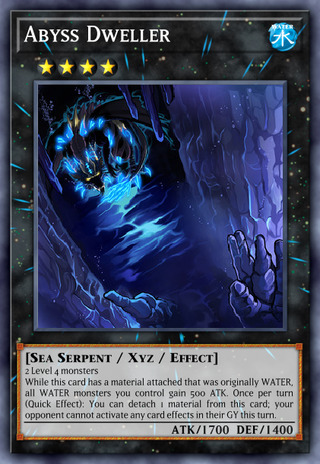 Abyss Dweller
WATER
水
[Sea Serpent / Xyz / Effect]
2 Level 4 monsters
While this card has a material attached that was originally WATER,
all WATER monsters you control gain 500 ATK. Once per turn
(Quick Effect): You can detach 1 material from this card; your
opponent cannot activate any card effects in their GY this turn.
ATK/1700 DEF/1400